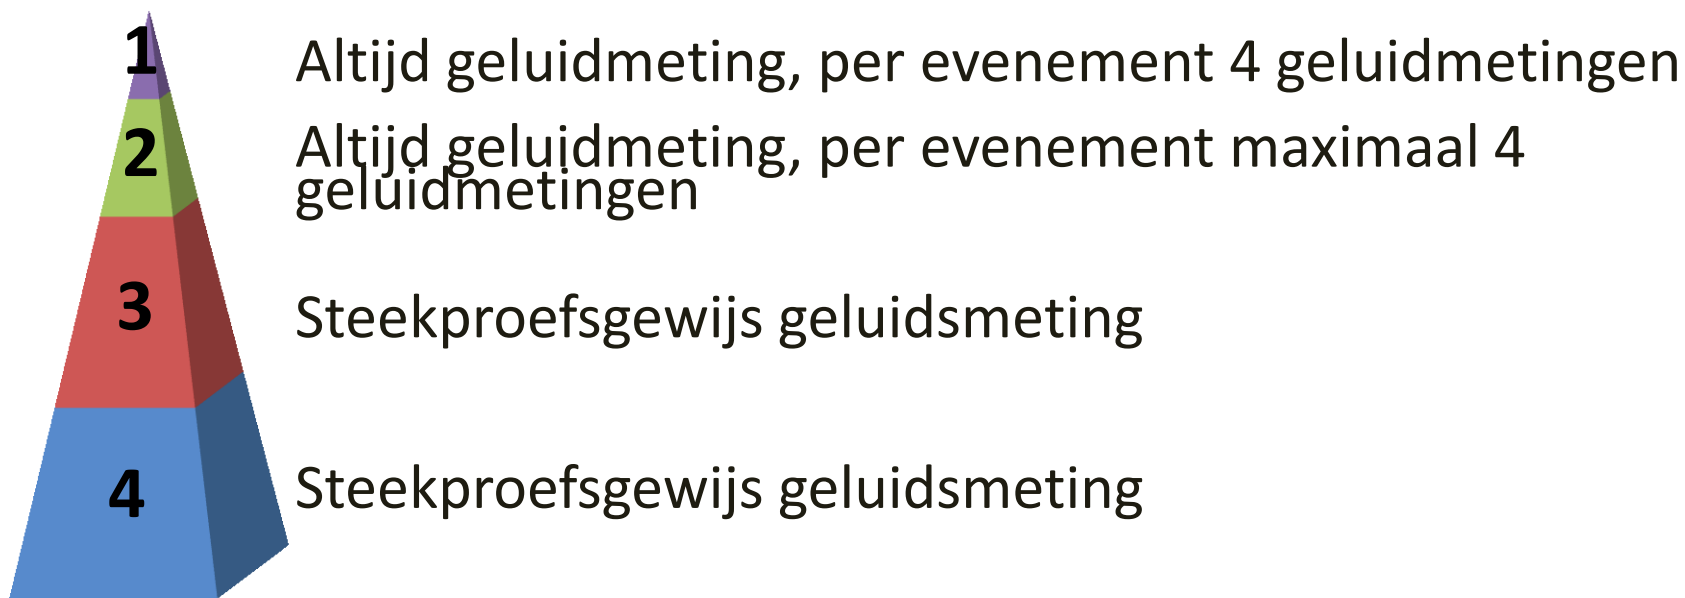 1
Altijd geluidmeting, per evenement 4 geluidmetingen
2
Altijd geluidmeting, per evenement maximaal 4
geluidmetingen
3
Steekproefsgewijs geluidsmeting
4
Steekproefsgewijs geluidsmeting